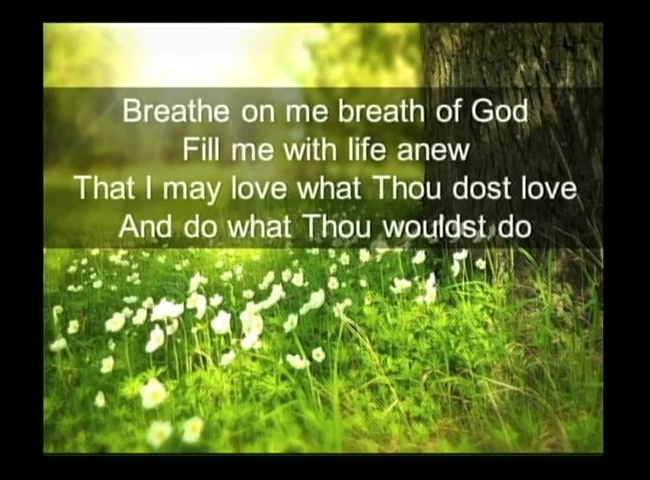 Breathe on me breath of God
Fill me with life anew
That I may love what Thou dost love
And do what Thou wouldst do